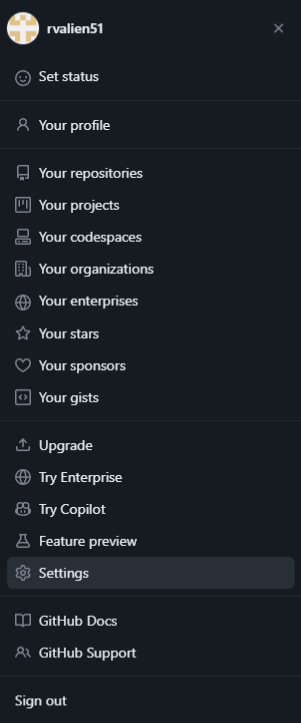 rvalien51
Set status
Your profile
Your repositories
Your projects
Your codespaces
Your organizations
Your enterprises
Your stars
Your sponsors
Your gists
Upgrade
Try Enterprise
Try Copilot
Feature preview
Settings
GitHub Docs
GitHub Support
Sign out